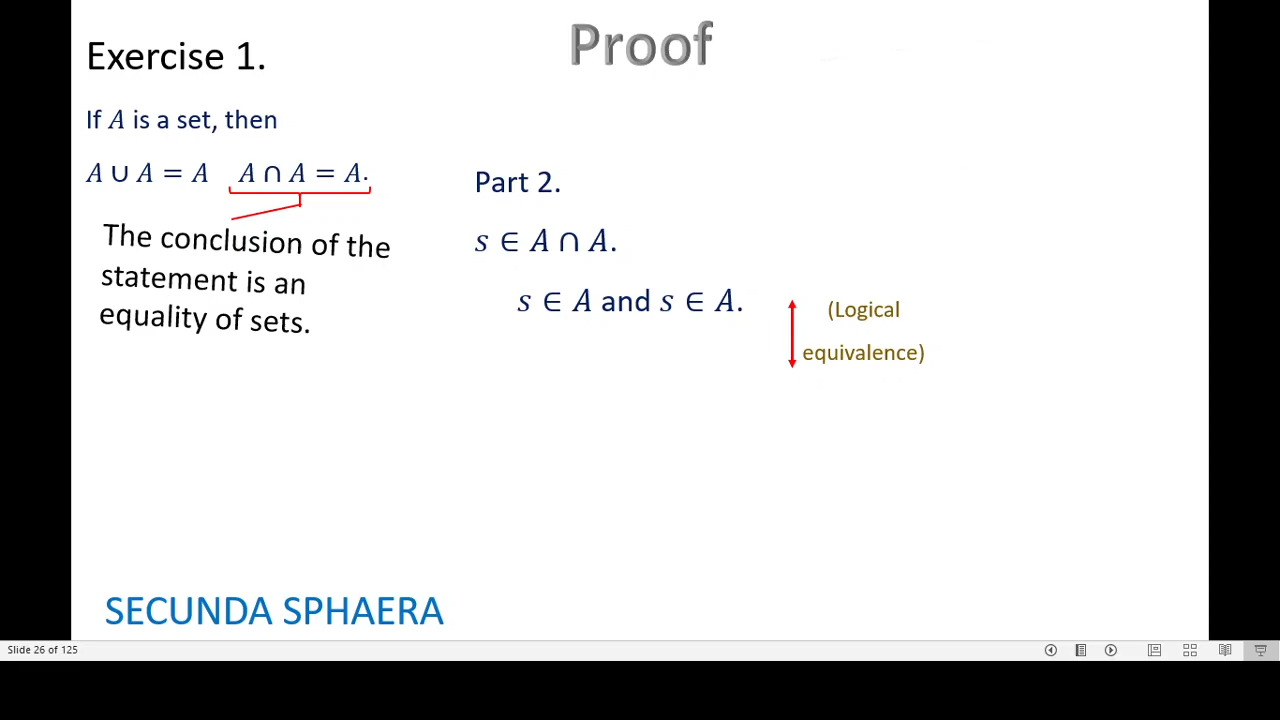 Proof
Exercise 1.
If A is a set, then
A ∪ A = A A ∩ A = A.
The conclusion of the
statement is an
equality of sets.
Part 2.
s ∈ A ∩ A.
s ∈ A and s ∈ A.
(Logical
equivalence)
SECUNDA SPHAERA
Slide 26 of 125